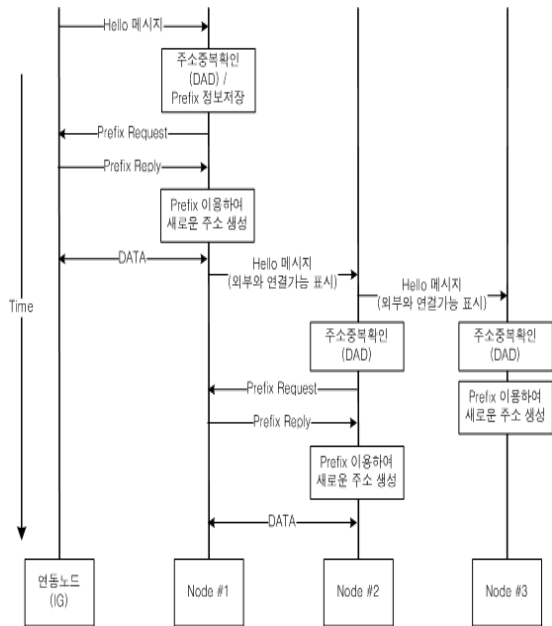 Hello 메시지
주소중복확인
(DAD) /
Prefix 정보저장
Prefix Request
Prefix Reply
Prefix 이용하여
새로운 주소 생성
DATA
Hello 메시지
(외부와 연결가능 표시)
Hello 메시지
(외부와 연결가능 표시)
Time
주소중복확인
(DAD)
주소중복확인
(DAD)
Prefix Request
Prefix 이용하여
새로운 주소 생성
Prefix Reply
Prefix 이용하여
새로운 주소 생성
DATA
연동노드
(IG)
Node #1
Node #2
Node #3